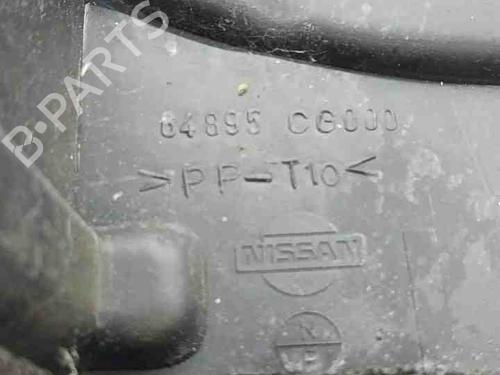 B-PARTS
64895 CG000
>PP-T10<
NISSAN